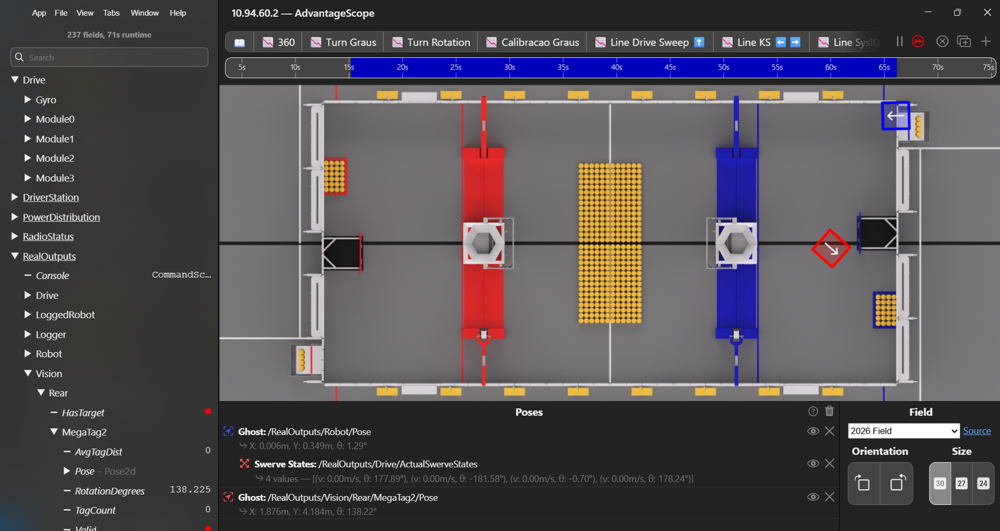 App File View Tabs Window Help
10.94.60.2 — AdvantageScope
237 fields, 71s runtime
Search
360
Turn Graus
Turn Rotation
Calibracao Graus
Line Drive Sweep ⬆️
Line KS ⬅️ ➡️
Line SysID
5s 10s 15s 20s 25s 30s 35s 40s 45s 50s 55s 60s 65s 70s 75s
Drive
Gyro
Module0
Module1
Module2
Module3
DriverStation
PowerDistribution
RadioStatus
RealOutputs
Console CommandSc...
Drive
LoggedRobot
Logger
Robot
Vision
Rear
HasTarget
MegaTag2
AvgTagDist 0
Pose – Pose2d
RotationDegrees 138.225
TagCount 0
Valid
Poses
Ghost: /RealOutputs/Robot/Pose
X: 0.006m, Y: 0.349m, θ: 1.29°
Swerve States: /RealOutputs/Drive/ActualSwerveStates
4 values — [(v: 0.00m/s, θ: 177.89°), (v: 0.00m/s, θ: -181.58°), (v: 0.00m/s, θ: -0.70°), (v: 0.00m/s, θ: 178.24°)]
Ghost: /RealOutputs/Vision/Rear/MegaTag2/Pose
X: 1.876m, Y: 4.184m, θ: 138.22°
Field
2026 Field Source
Orientation Size
30 27 24